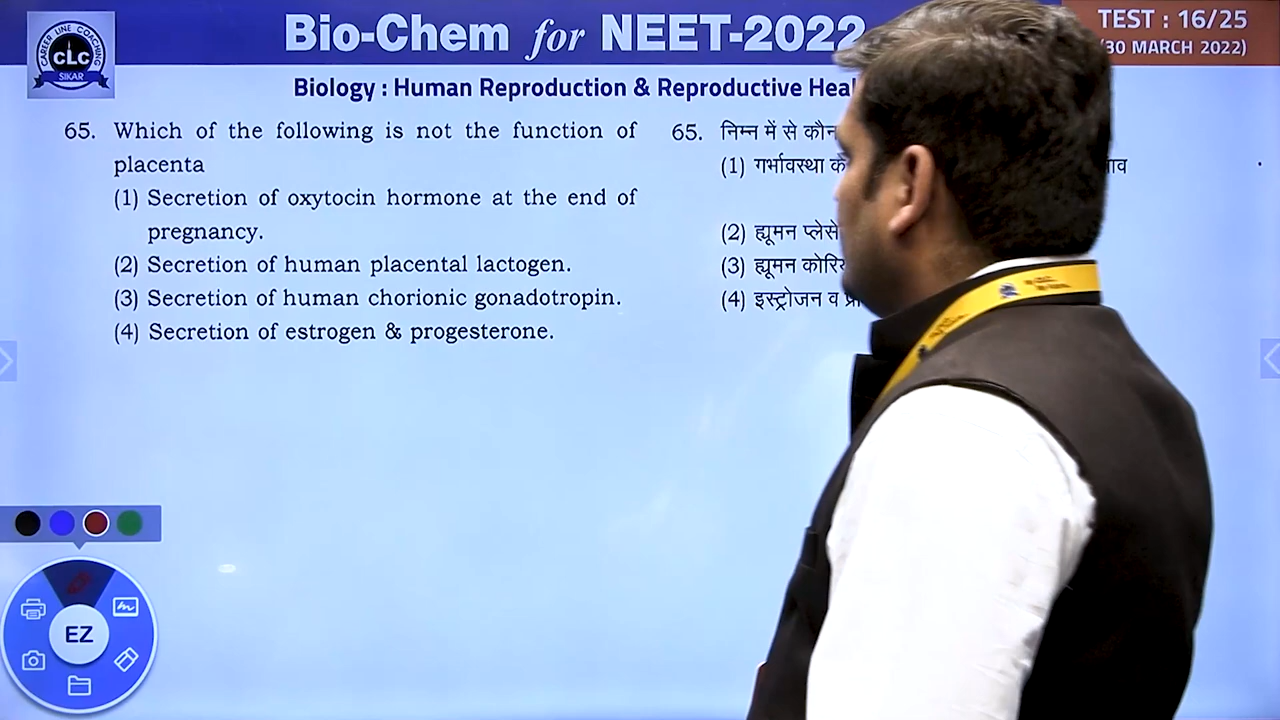 CAREER LINE COACHING
CLC
SIKAR
Bio-Chem for NEET-2022
TEST : 16/25
(30 MARCH 2022)
Biology : Human Reproduction & Reproductive
65. Which of the following is not the function of
placenta
(1) Secretion of oxytocin hormone at the end of
pregnancy.
(2) Secretion of human placental lactogen.
(3) Secretion of human chorionic gonadotropin.
(4) Secretion of estrogen & progesterone.
65. निम्न में से
(1) गर्भावस्था
(2) ह्यूमन
(3) ह्यूमन
(4) इस्ट्रोजन व
EZ